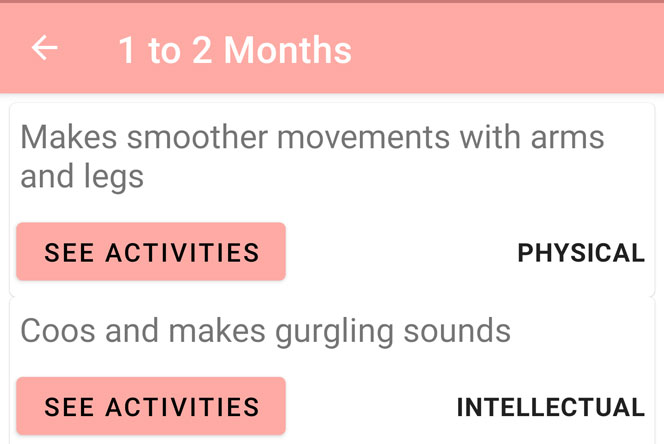 1 to 2 Months
Makes smoother movements with arms
and legs
SEE ACTIVITIES PHYSICAL
Coos and makes gurgling sounds
SEE ACTIVITIES INTELLECTUAL